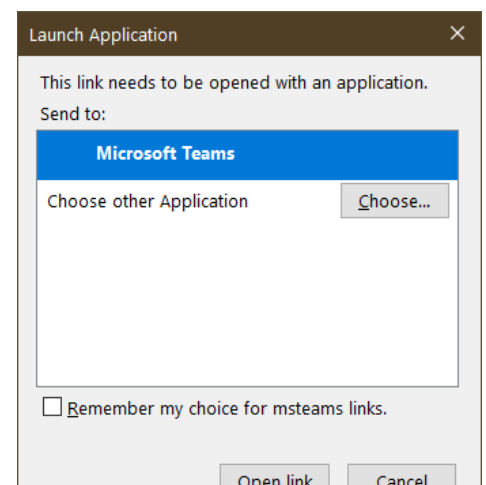 Launch Application
This link needs to be opened with an application.
Send to:
Microsoft Teams
Choose other Application
Choose...
Remember my choice for msteams links.
Open link
Cancel